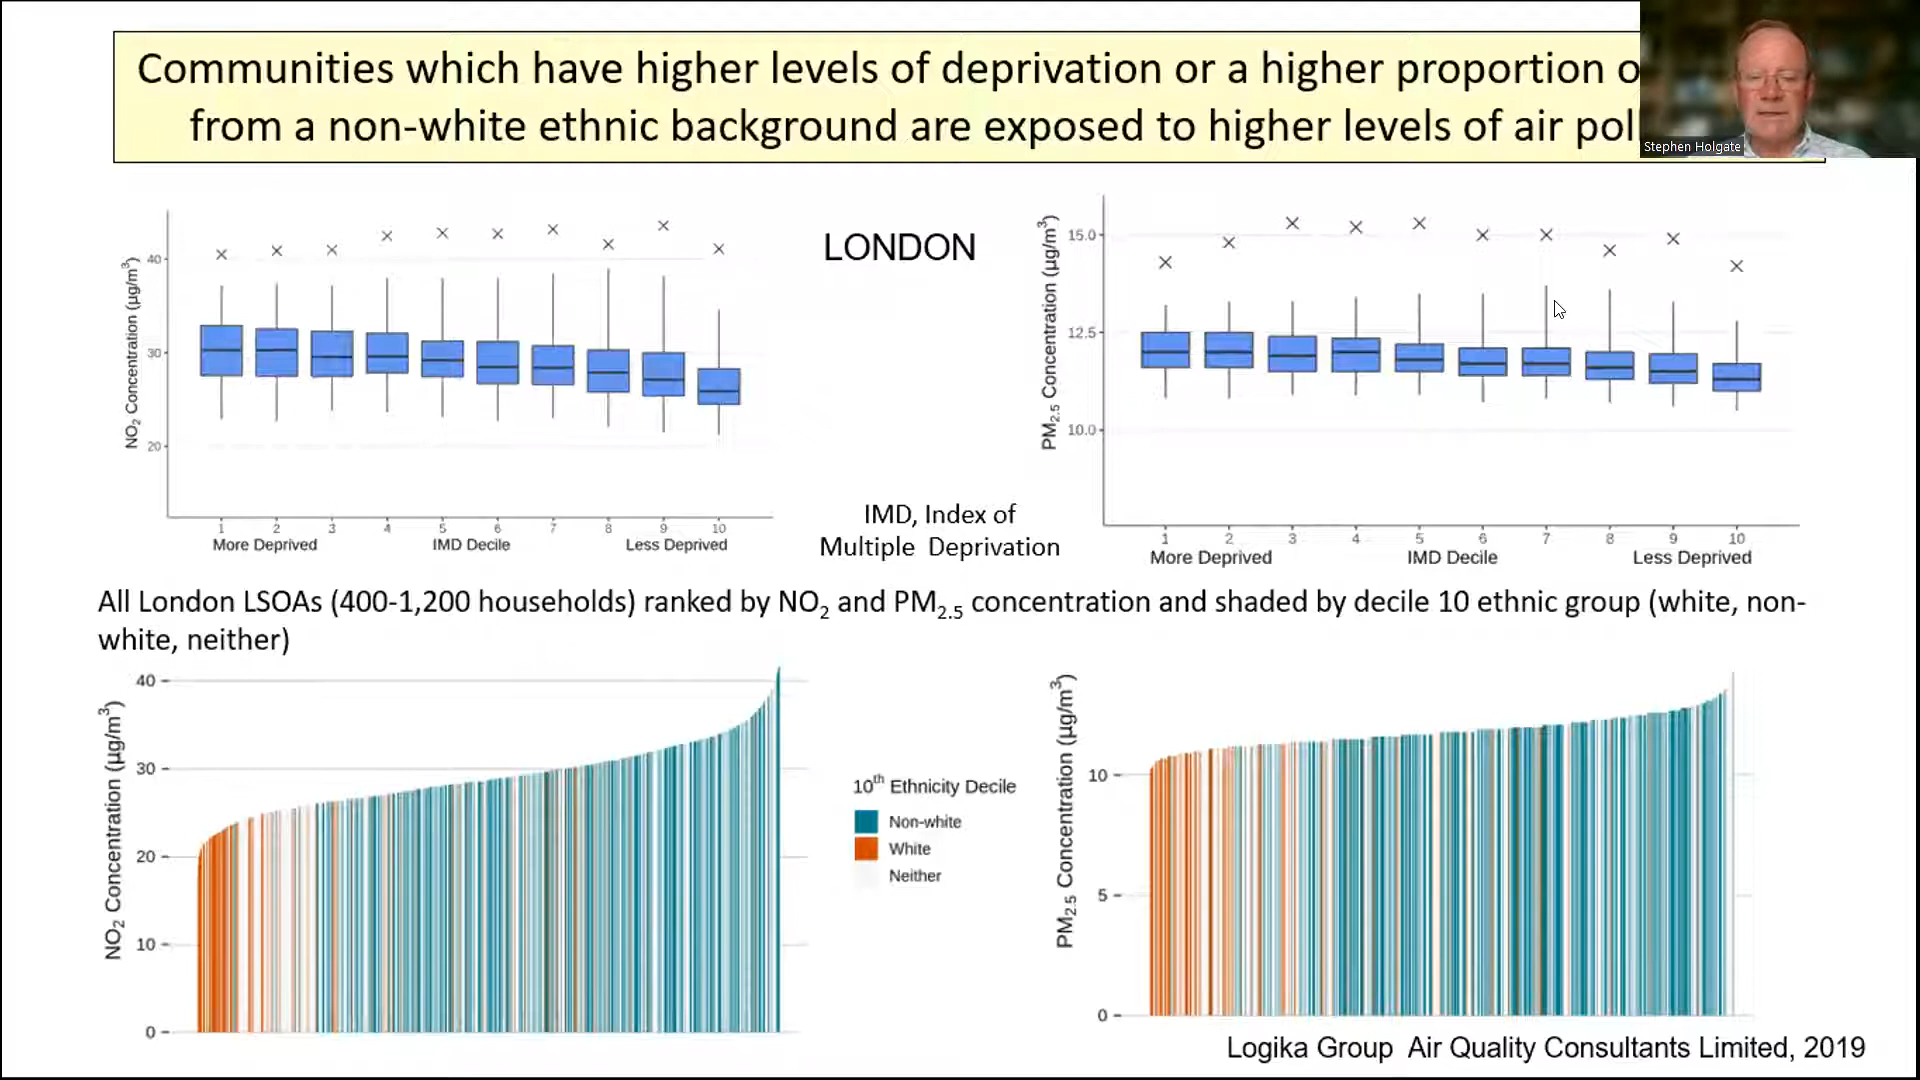 Communities which have higher levels of deprivation or a higher proportion o
from a non-white ethnic background are exposed to higher levels of air pol
Stephen Holgate
LONDON
NO2 Concentration (µg/m³)
40
30
20
1 2 3 4 5 6 7 8 9 10
More Deprived IMD Decile Less Deprived
IMD, Index of
Multiple Deprivation
PM2.5 Concentration (µg/m³)
15.0
12.5
10.0
1 2 3 4 5 6 7 8 9 10
More Deprived IMD Decile Less Deprived
All London LSOAs (400-1,200 households) ranked by NO2 and PM2.5 concentration and shaded by decile 10 ethnic group (white, non-
white, neither)
NO2 Concentration (µg/m³)
40
30
20
10
0
10th Ethnicity Decile
Non-white
White
Neither
PM2.5 Concentration (µg/m³)
10
5
0
Logika Group Air Quality Consultants Limited, 2019